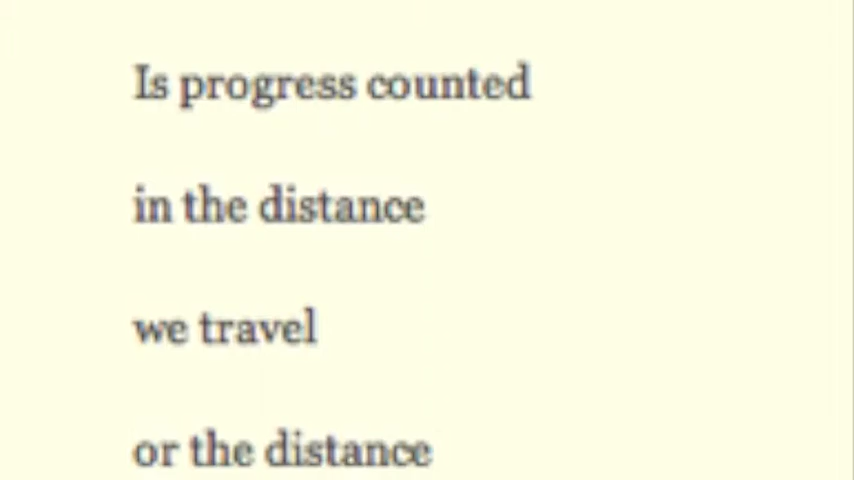 Is progress counted
in the distance
we travel
or the distance